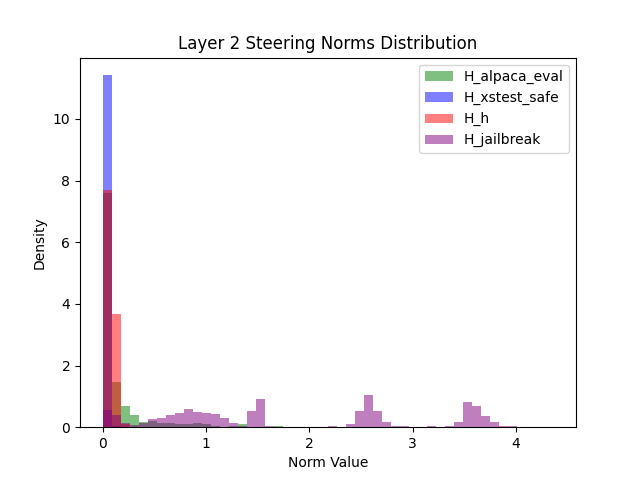 Layer 2 Steering Norms Distribution
H_alpaca_eval
H_xstest_safe
H_h
H_jailbreak
Density
10
8
6
4
2
0
0
1
2
3
4
Norm Value